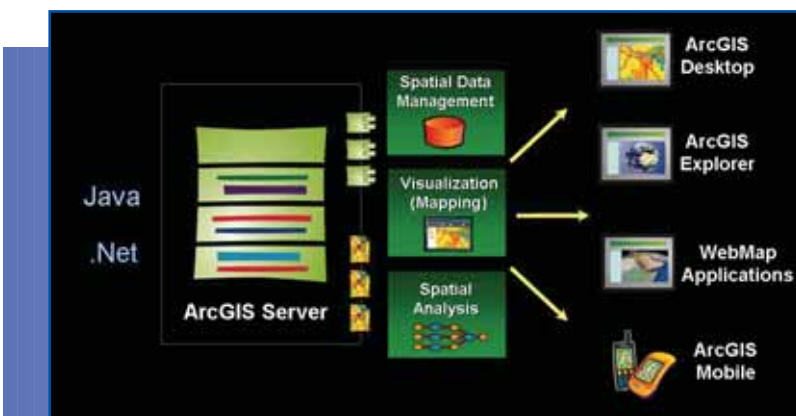 Java
.Net
ArcGIS Server
Spatial Data
Management
Visualization
(Mapping)
Spatial
Analysis
ArcGIS
Desktop
ArcGIS
Explorer
WebMap
Applications
ArcGIS
Mobile